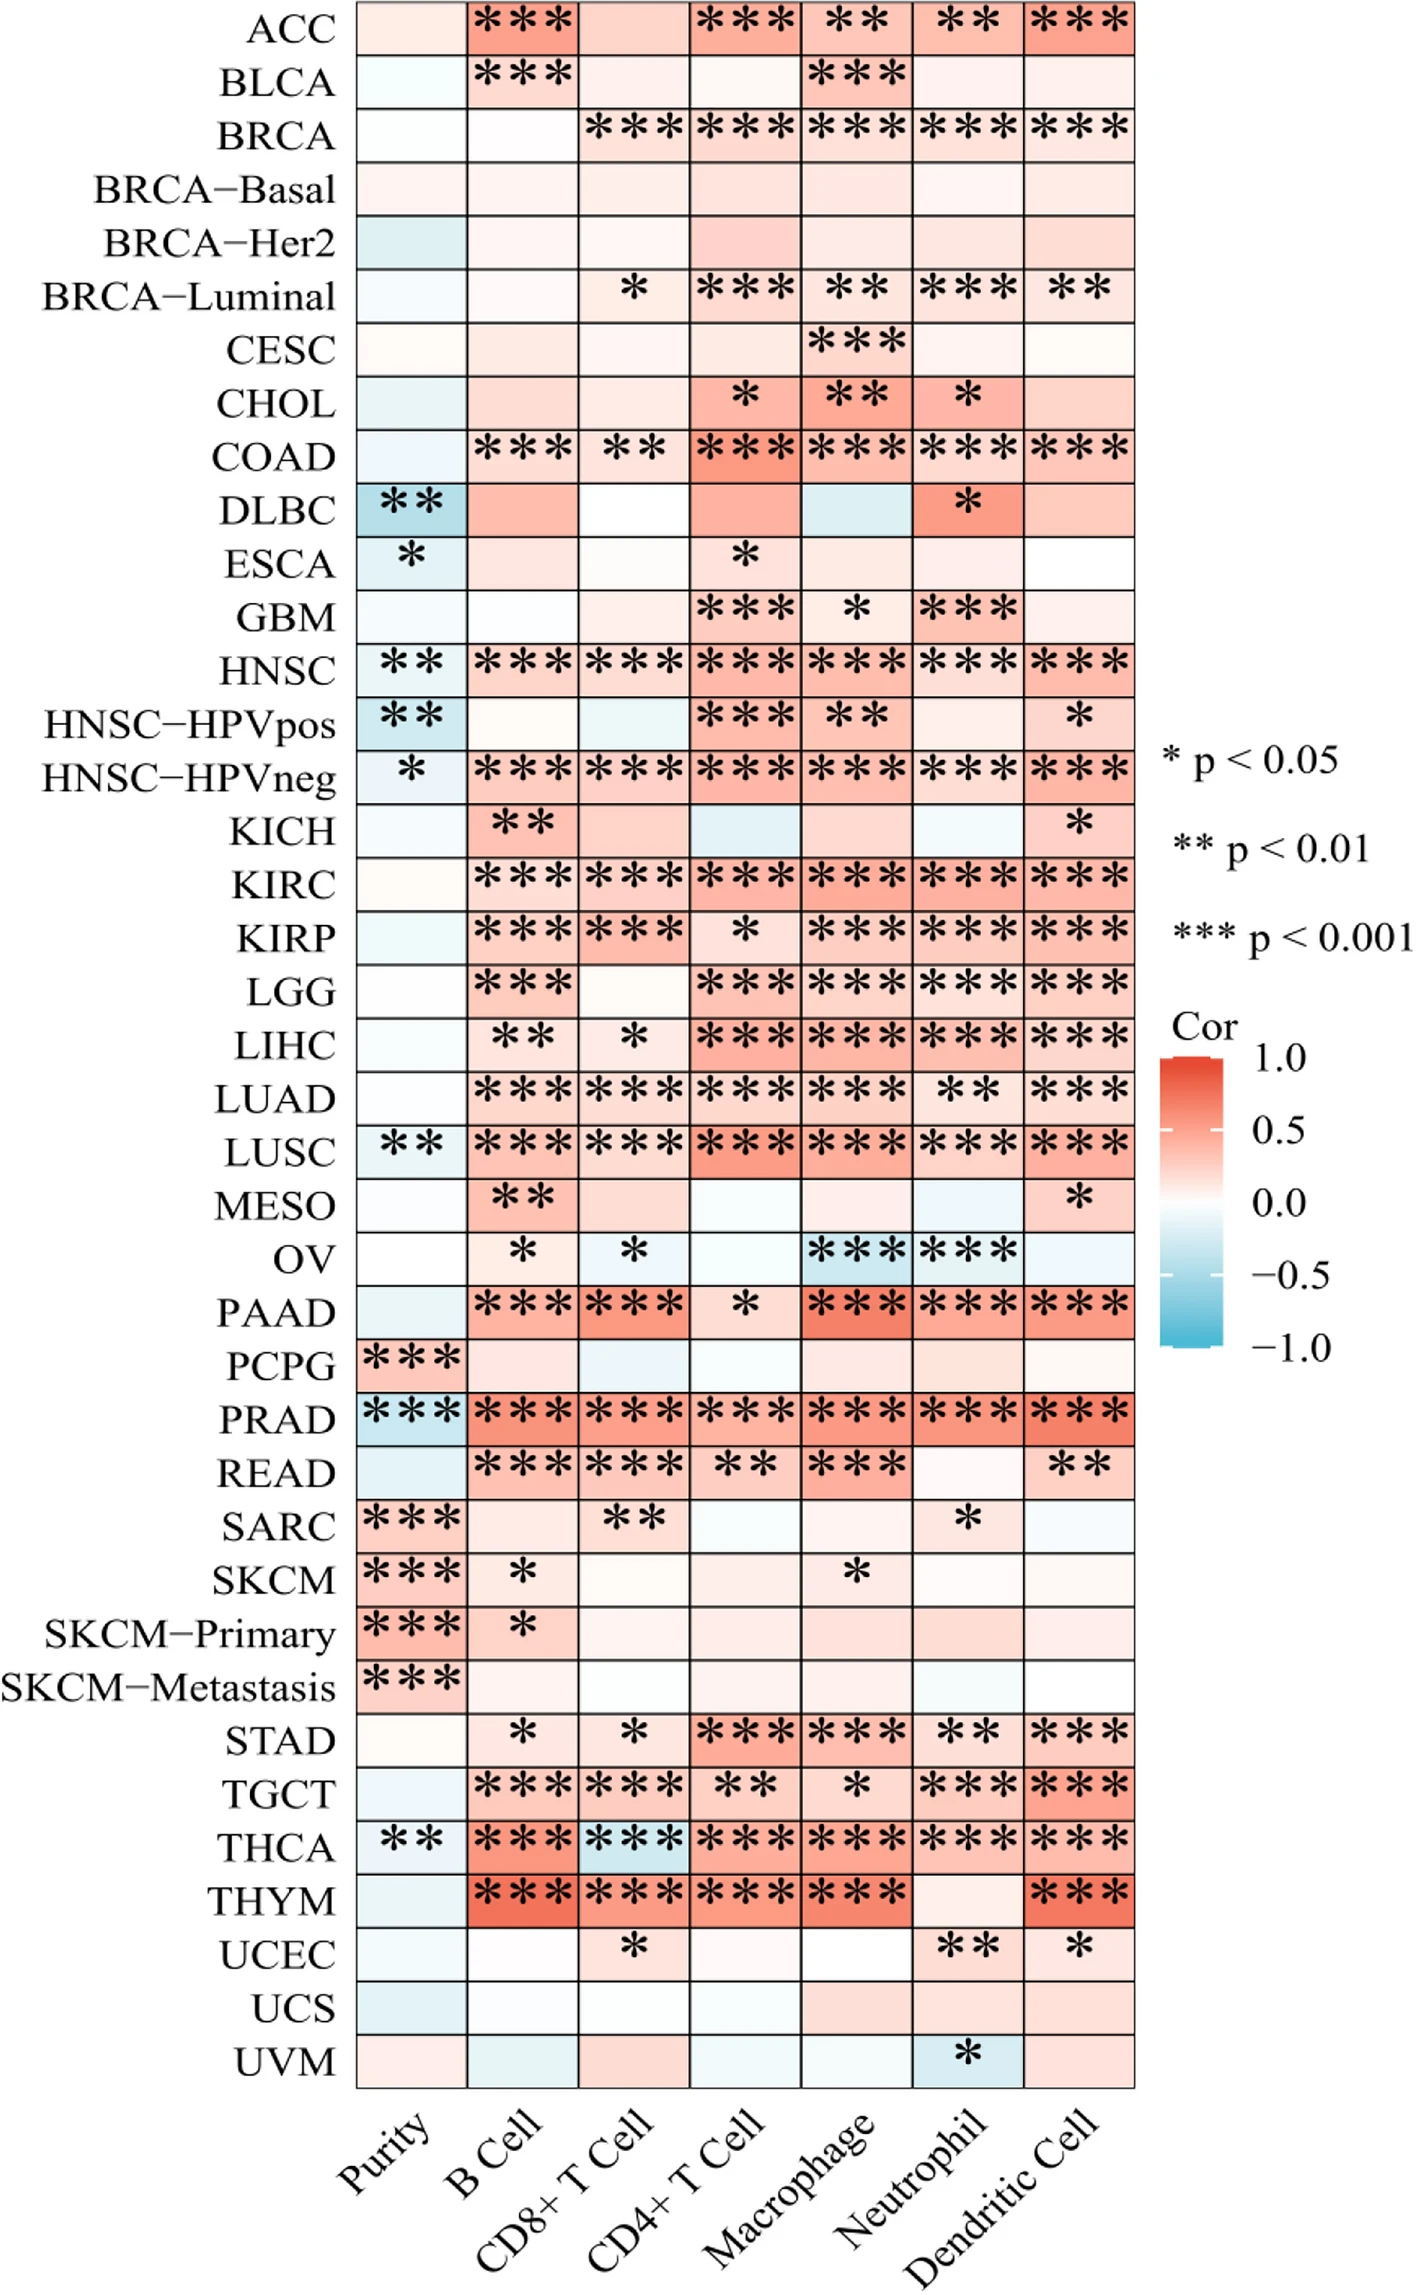 ACC *** *** ** ** ***
BLCA *** ***
BRCA *** *** *** *** ***
BRCA−Basal
BRCA−Her2
BRCA−Luminal * *** ** *** **
CESC ***
CHOL * ** *
COAD *** ** *** *** *** ***
DLBC ** *
ESCA * *
GBM *** * ***
HNSC ** *** *** *** *** *** ***
HNSC−HPVpos ** *** ** *
HNSC−HPVneg * *** *** *** *** *** ***
KICH ** *
KIRC *** *** *** *** *** ***
KIRP *** *** * *** *** ***
LGG *** *** *** *** ***
LIHC ** * *** *** *** ***
LUAD *** *** *** *** ** ***
LUSC ** *** *** *** *** *** ***
MESO ** *
OV * * *** ***
PAAD *** *** * *** *** ***
PCPG ***
PRAD *** *** *** *** *** *** ***
READ *** *** ** *** **
SARC *** ** *
SKCM *** * *
SKCM−Primary *** *
SKCM−Metastasis ***
STAD * * *** *** ** ***
TGCT *** *** ** * *** ***
THCA ** *** *** *** *** *** ***
THYM *** *** *** *** ***
UCEC * ** *
UCS
UVM *
Purity
B Cell
CD8+ T Cell
CD4+ T Cell
Macrophage
Neutrophil
Dendritic Cell
* p < 0.05
** p < 0.01
*** p < 0.001
Cor
1.0
0.5
0.0
−0.5
−1.0